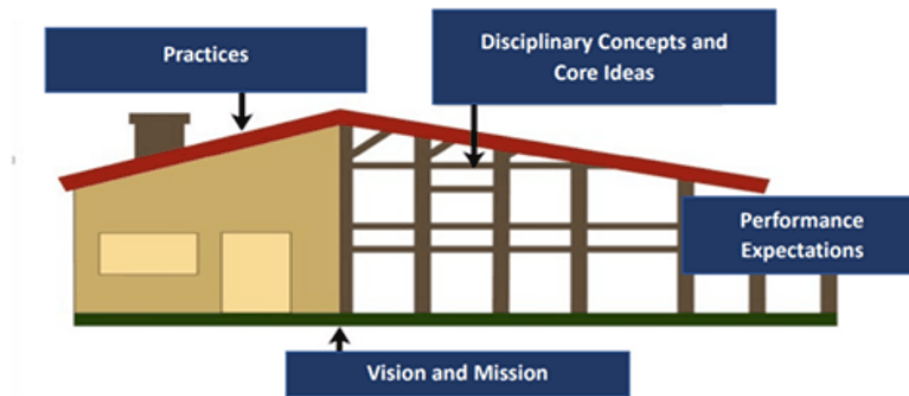 Practices
Disciplinary Concepts and
Core Ideas
Performance
Expectations
Vision and Mission